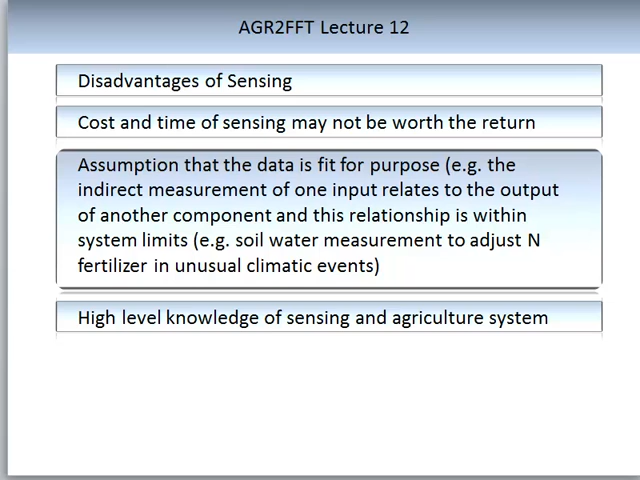 AGR2FFT Lecture 12
Disadvantages of Sensing
Cost and time of sensing may not be worth the return
Assumption that the data is fit for purpose (e.g. the
indirect measurement of one input relates to the output
of another component and this relationship is within
system limits (e.g. soil water measurement to adjust N
fertilizer in unusual climatic events)
High level knowledge of sensing and agriculture system